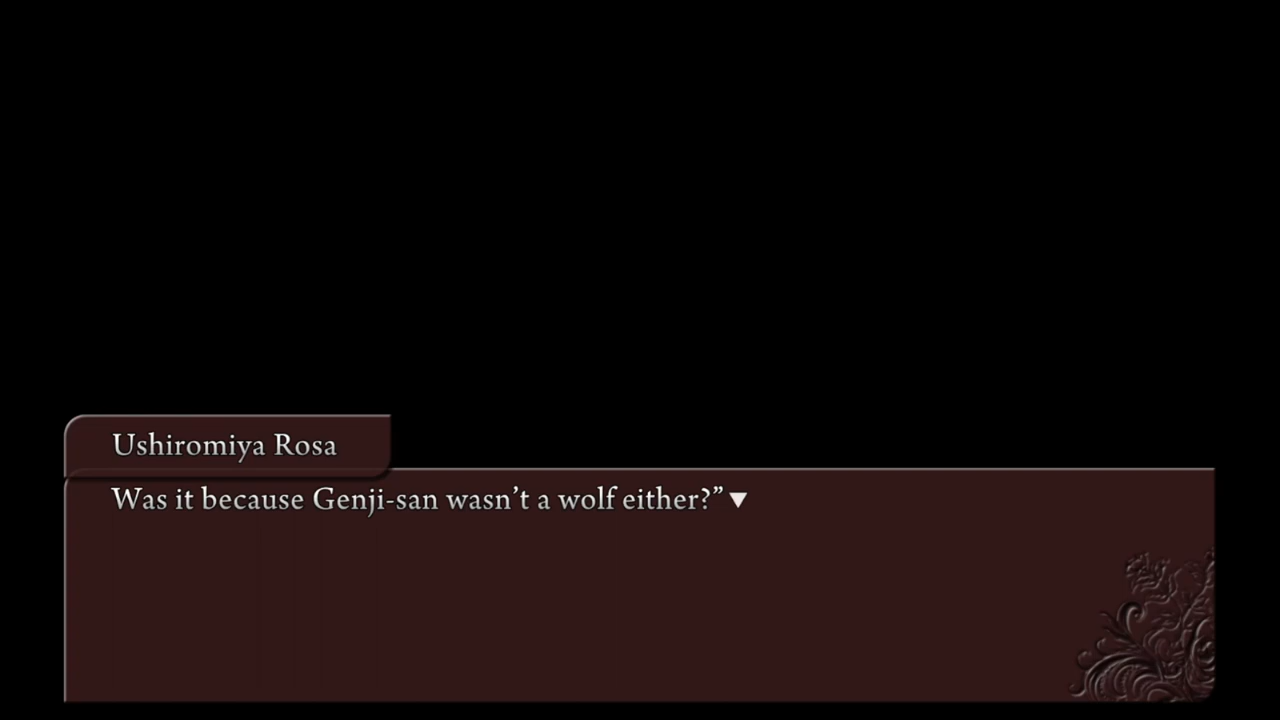 Ushiromiya Rosa
Was it because Genji-san wasn’t a wolf either?”